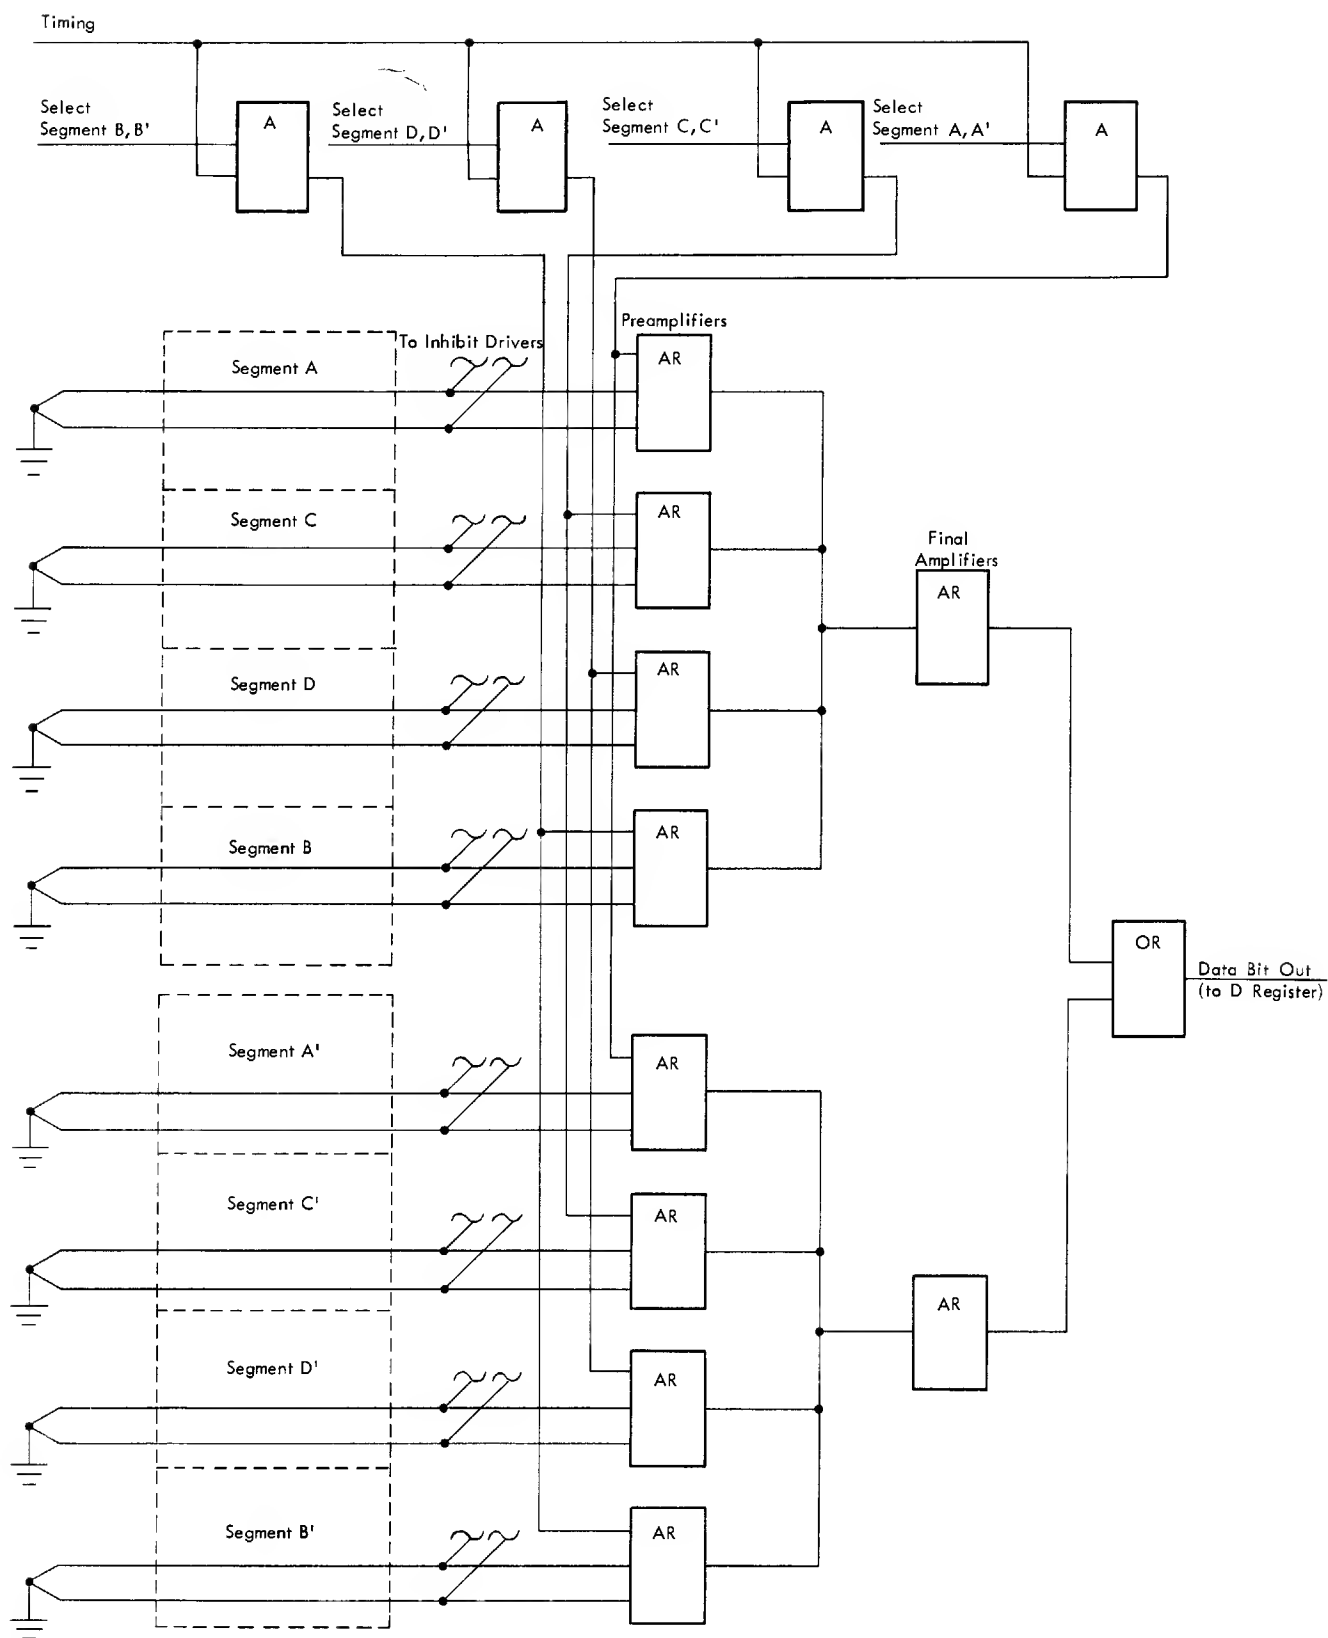 Timing
Select
Segment B,B'
A
Select
Segment D,D'
A
Select
Segment C,C'
A
Select
Segment A,A'
A
Preamplifiers
To Inhibit Drivers
Segment A
AR
Segment C
AR
Final
Amplifiers
AR
Segment D
AR
Segment B
AR
OR
Data Bit Out
(to D Register)
Segment A'
AR
Segment C'
AR
AR
Segment D'
AR
Segment B'
AR